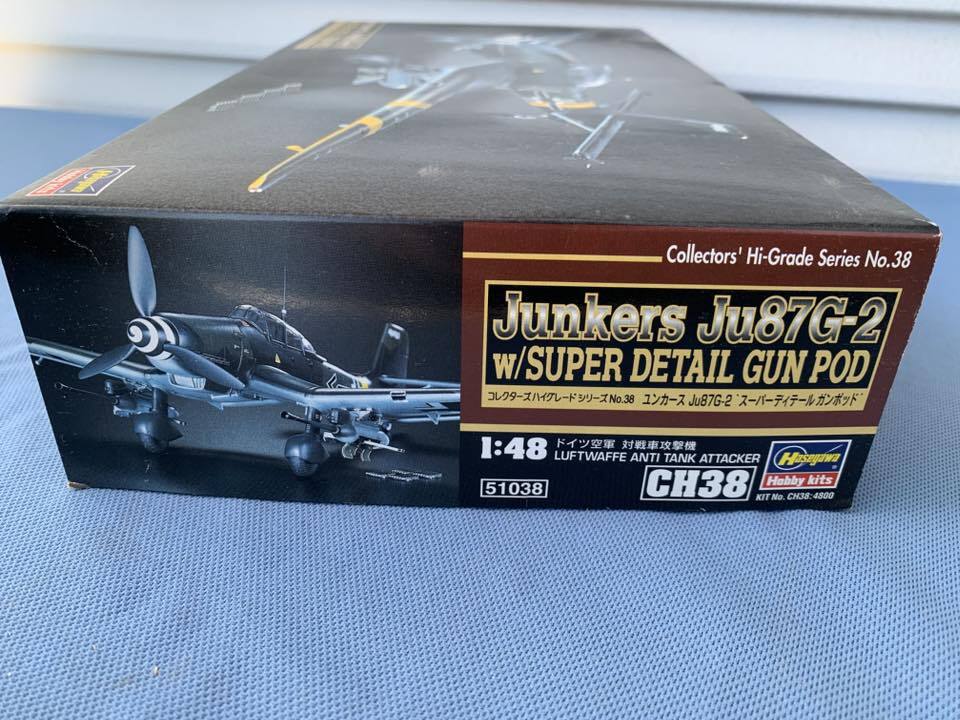 Hasegawa
Hobby kits
Collectors' Hi-Grade Series No.38
Junkers Ju87G-2
w/SUPER DETAIL GUN POD
コレクターズハイグレードシリーズ No.38 ユンカース Ju87G-2 "スーパーディテール ガンポッド"
1:48 ドイツ空軍 対戦車攻撃機
LUFTWAFFE ANTI TANK ATTACKER
51038 CH38
Hasegawa
Hobby kits
KIT No. CH38:4800